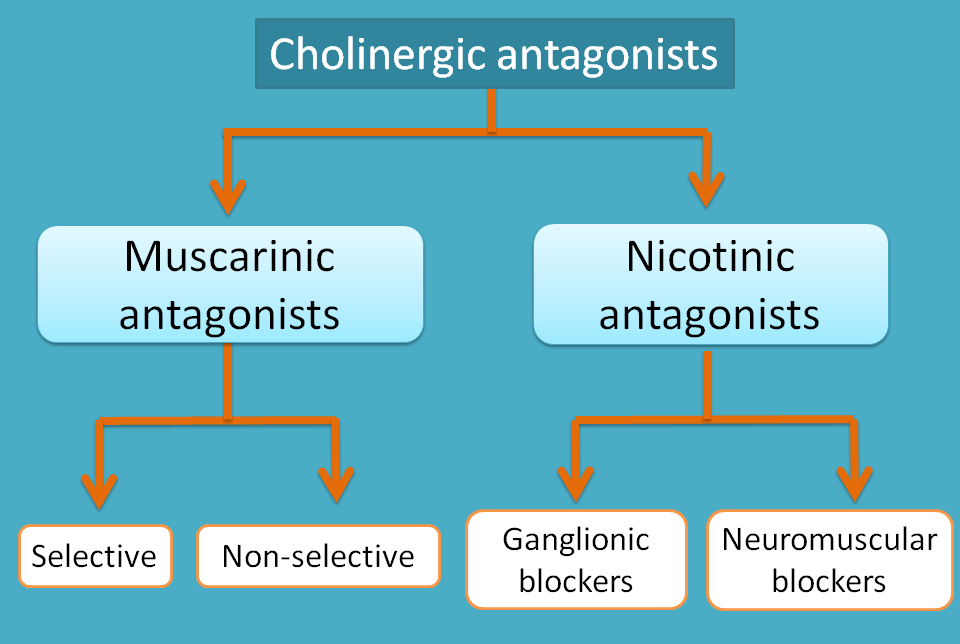 Cholinergic antagonists
Muscarinic
antagonists
Nicotinic
antagonists
Selective
Non-selective
Ganglionic
blockers
Neuromuscular
blockers